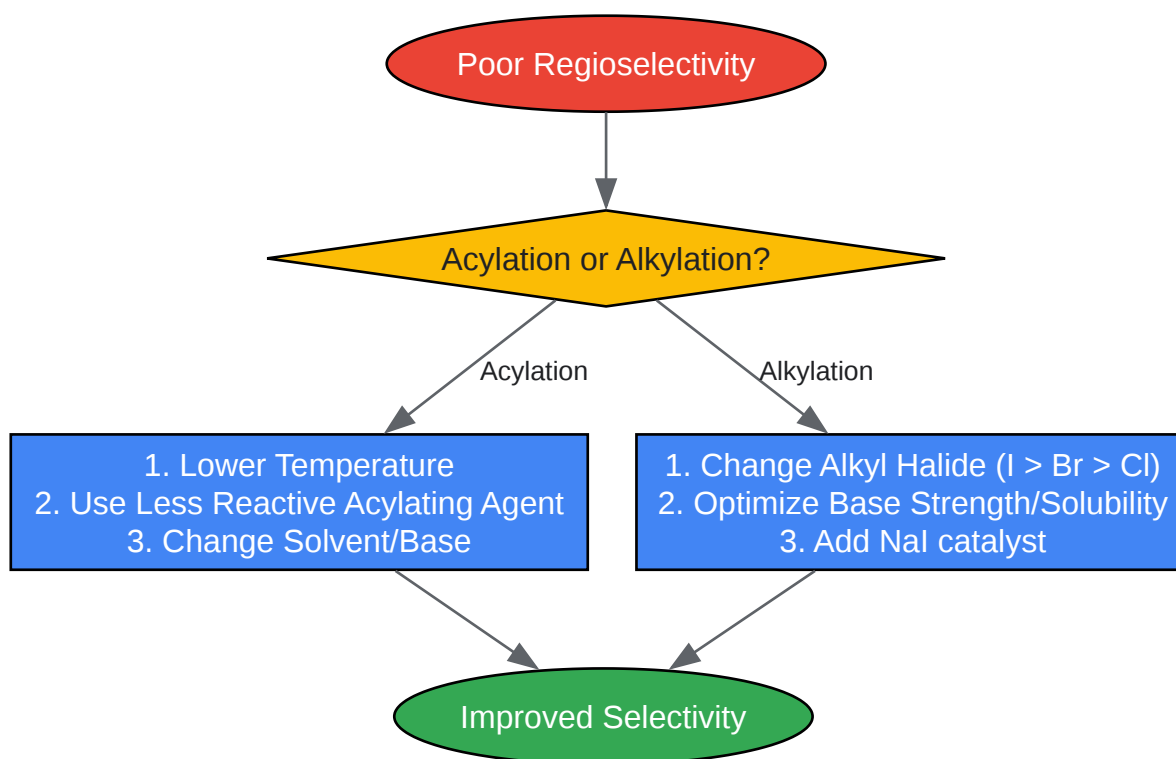 Poor Regioselectivity
Acylation or Alkylation?
Acylation
Alkylation
1. Lower Temperature
2. Use Less Reactive Acylating Agent
3. Change Solvent/Base
1. Change Alkyl Halide (I > Br > Cl)
2. Optimize Base Strength/Solubility
3. Add NaI catalyst
Improved Selectivity